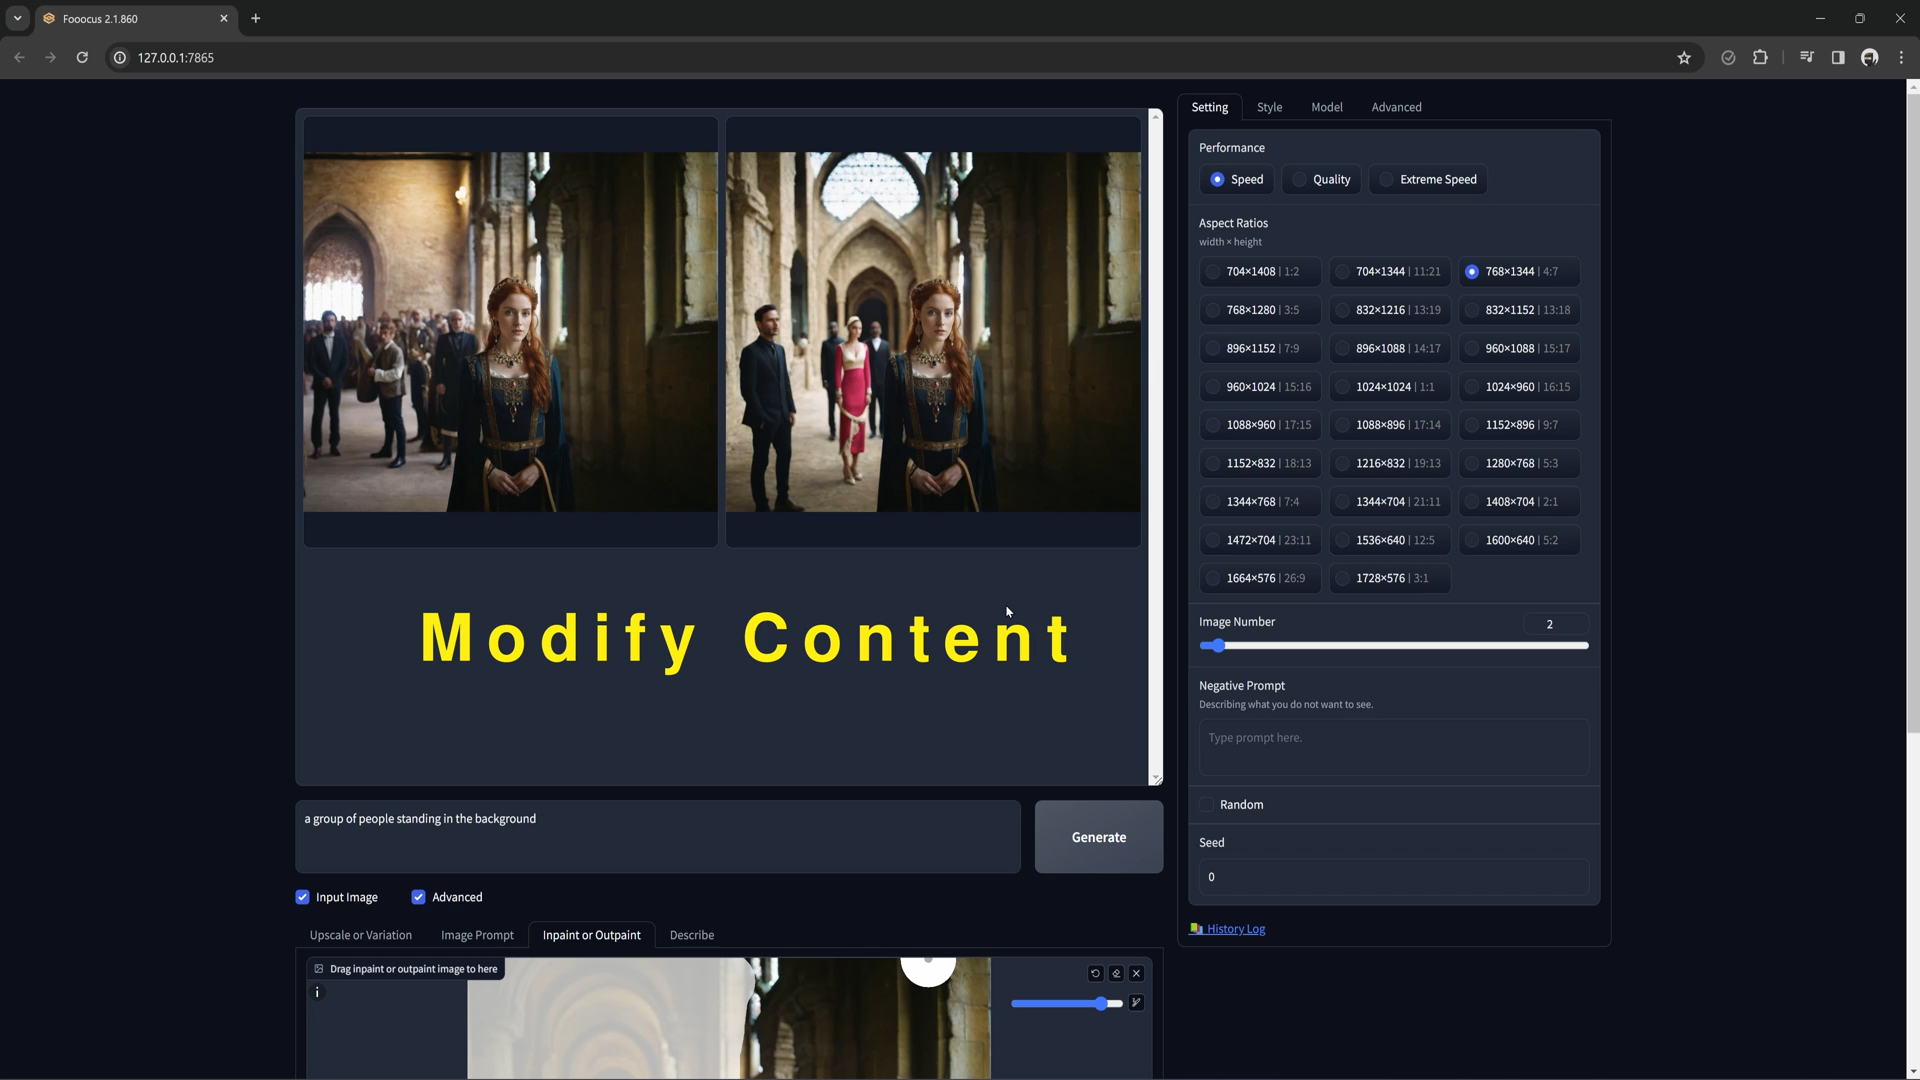 Fooocus 2.1.860
127.0.0.1:7865
Modify Content
a group of people standing in the background
Generate
Input Image
Advanced
Upscale or Variation
Image Prompt
Inpaint or Outpaint
Describe
Drag inpaint or outpaint image to here
i
Setting
Style
Model
Advanced
Performance
Speed
Quality
Extreme Speed
Aspect Ratios
width × height
704×1408 | 1:2
704×1344 | 11:21
768×1344 | 4:7
768×1280 | 3:5
832×1216 | 13:19
832×1152 | 13:18
896×1152 | 7:9
896×1088 | 14:17
960×1088 | 15:17
960×1024 | 15:16
1024×1024 | 1:1
1024×960 | 16:15
1088×960 | 17:15
1088×896 | 17:14
1152×896 | 9:7
1152×832 | 18:13
1216×832 | 19:13
1280×768 | 5:3
1344×768 | 7:4
1344×704 | 21:11
1408×704 | 2:1
1472×704 | 23:11
1536×640 | 12:5
1600×640 | 5:2
1664×576 | 26:9
1728×576 | 3:1
Image Number
2
Negative Prompt
Describing what you do not want to see.
Type prompt here.
Random
Seed
0
History Log